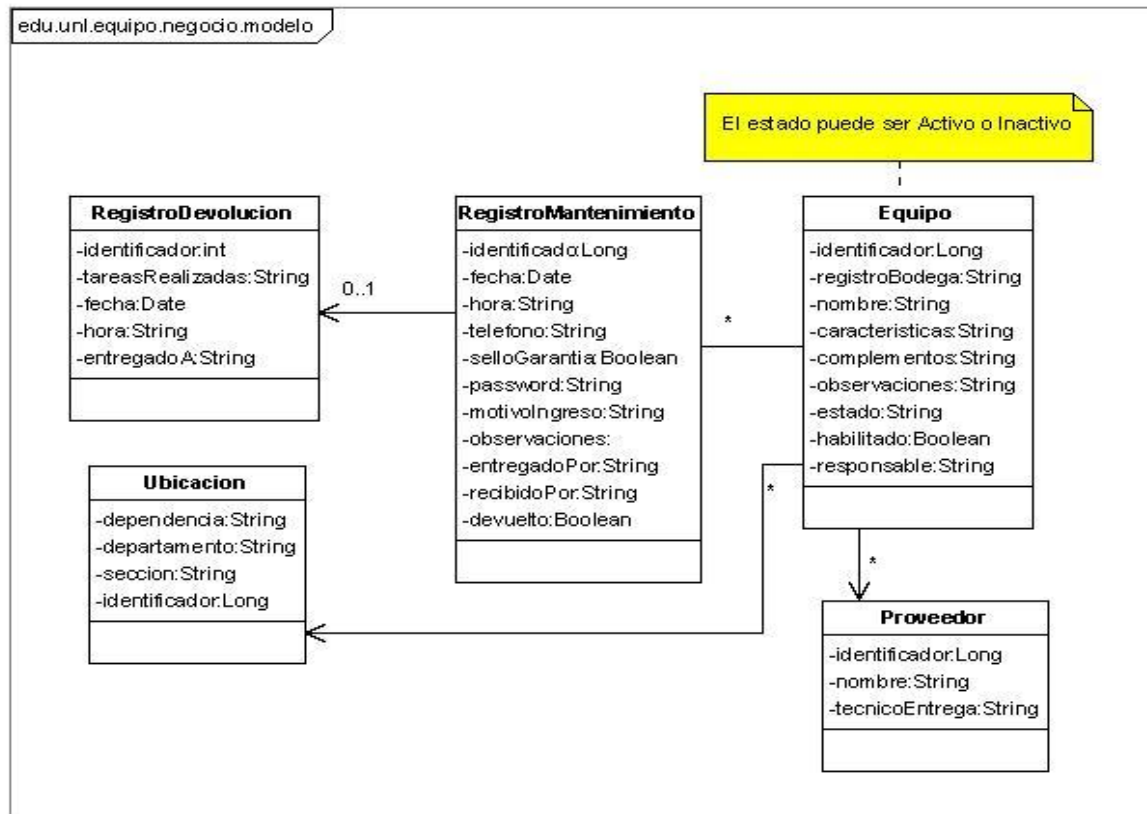 edu.unl.equipo.negocio.modelo
El estado puede ser Activo o Inactivo
RegistroDevolucion
-identificador:int
-tareasRealizadas:String
-fecha:Date
-hora:String
-entregadoA:String
0..1
RegistroMantenimiento
-identificado:Long
-fecha:Date
-hora:String
-telefono:String
-selloGarantia:Boolean
-password:String
-motivoIngreso:String
-observaciones:
-entregadoPor:String
-recibidoPor:String
-devuelto:Boolean
*
Equipo
-identificador:Long
-registroBodega:String
-nombre:String
-caracteristicas:String
-complementos:String
-observaciones:String
-estado:String
-habilitado:Boolean
-responsable:String
*
*
Ubicacion
-dependencia:String
-departamento:String
-seccion:String
-identificador:Long
Proveedor
-identificador:Long
-nombre:String
-tecnicoEntrega:String